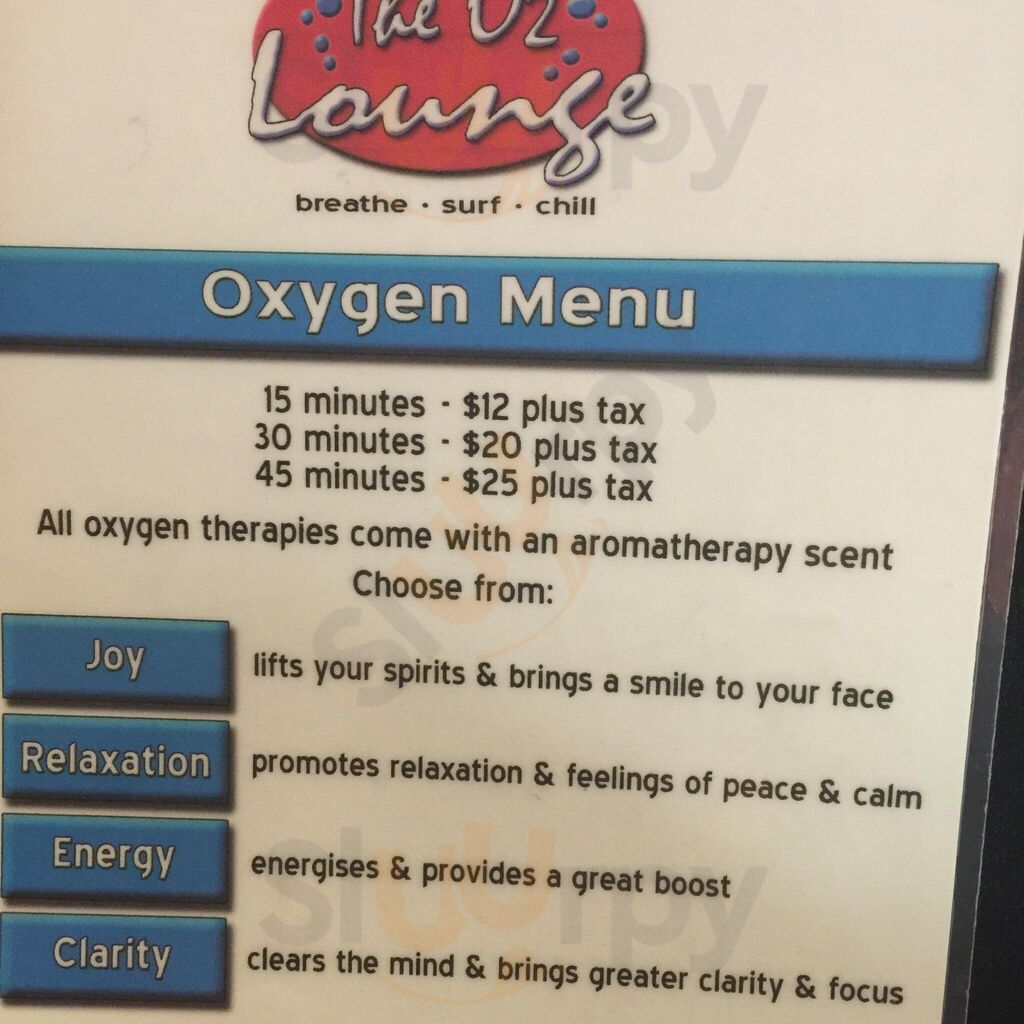 The O2
Lounge
breathe · surf · chill
Oxygen Menu
15 minutes - $12 plus tax
30 minutes - $20 plus tax
45 minutes - $25 plus tax
All oxygen therapies come with an aromatherapy scent
Choose from:
Joy lifts your spirits & brings a smile to your face
Relaxation promotes relaxation & feelings of peace & calm
Energy energises & provides a great boost
Clarity clears the mind & brings greater clarity & focus
Sluurpy
Sluurpy
Sluurpy